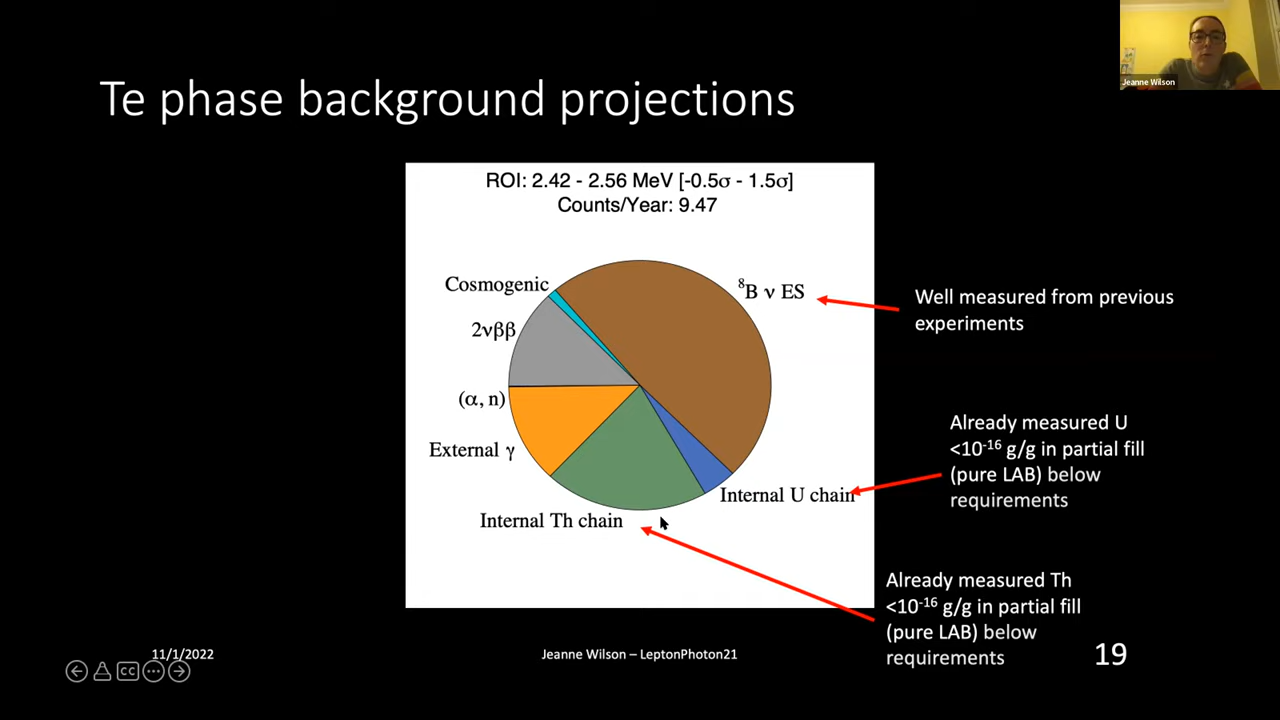 Jeanne Wilson
Te phase background projections
ROI: 2.42 - 2.56 MeV [-0.5σ - 1.5σ]
Counts/Year: 9.47
Cosmogenic
⁸B ν ES
2νββ
(α, n)
External γ
Internal Th chain
Internal U chain
Well measured from previous
experiments
Already measured U
<10⁻¹⁶ g/g in partial fill
(pure LAB) below
requirements
Already measured Th
<10⁻¹⁶ g/g in partial fill
(pure LAB) below
requirements
11/1/2022
Jeanne Wilson – LeptonPhoton21
19
CC